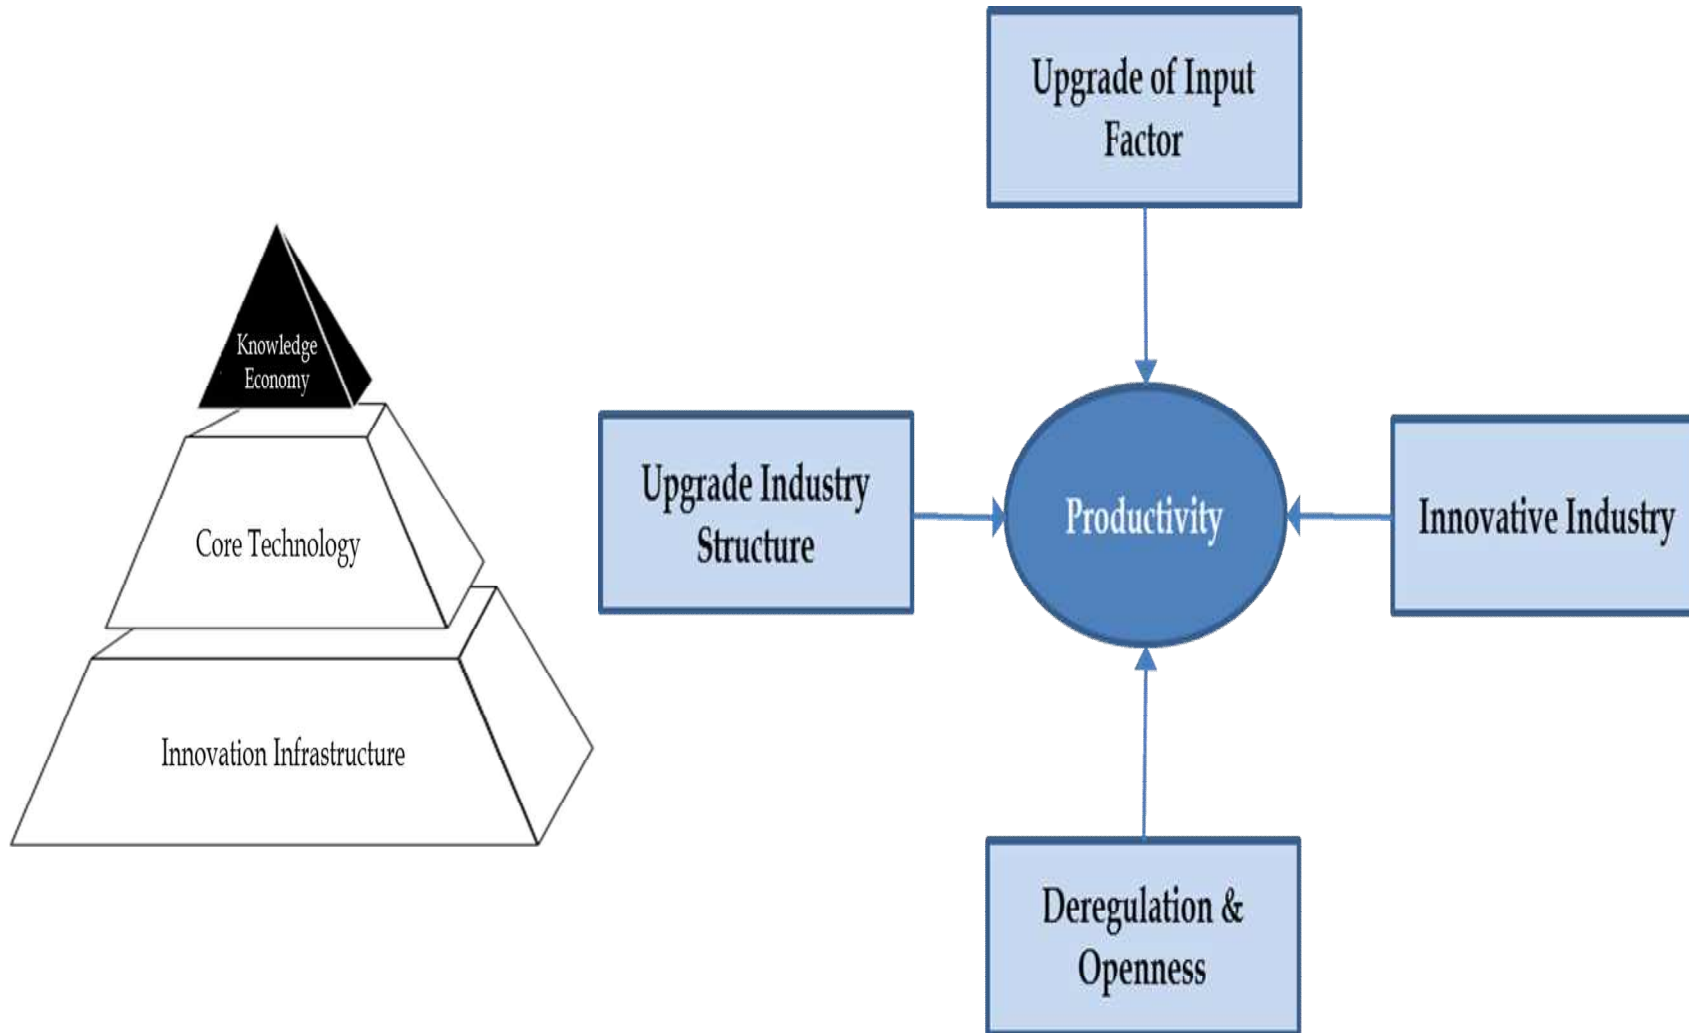 Knowledge
Economy
Core Technology
Innovation Infrastructure
Upgrade of Input
Factor
Upgrade Industry
Structure
Productivity
Innovative Industry
Deregulation &
Openness